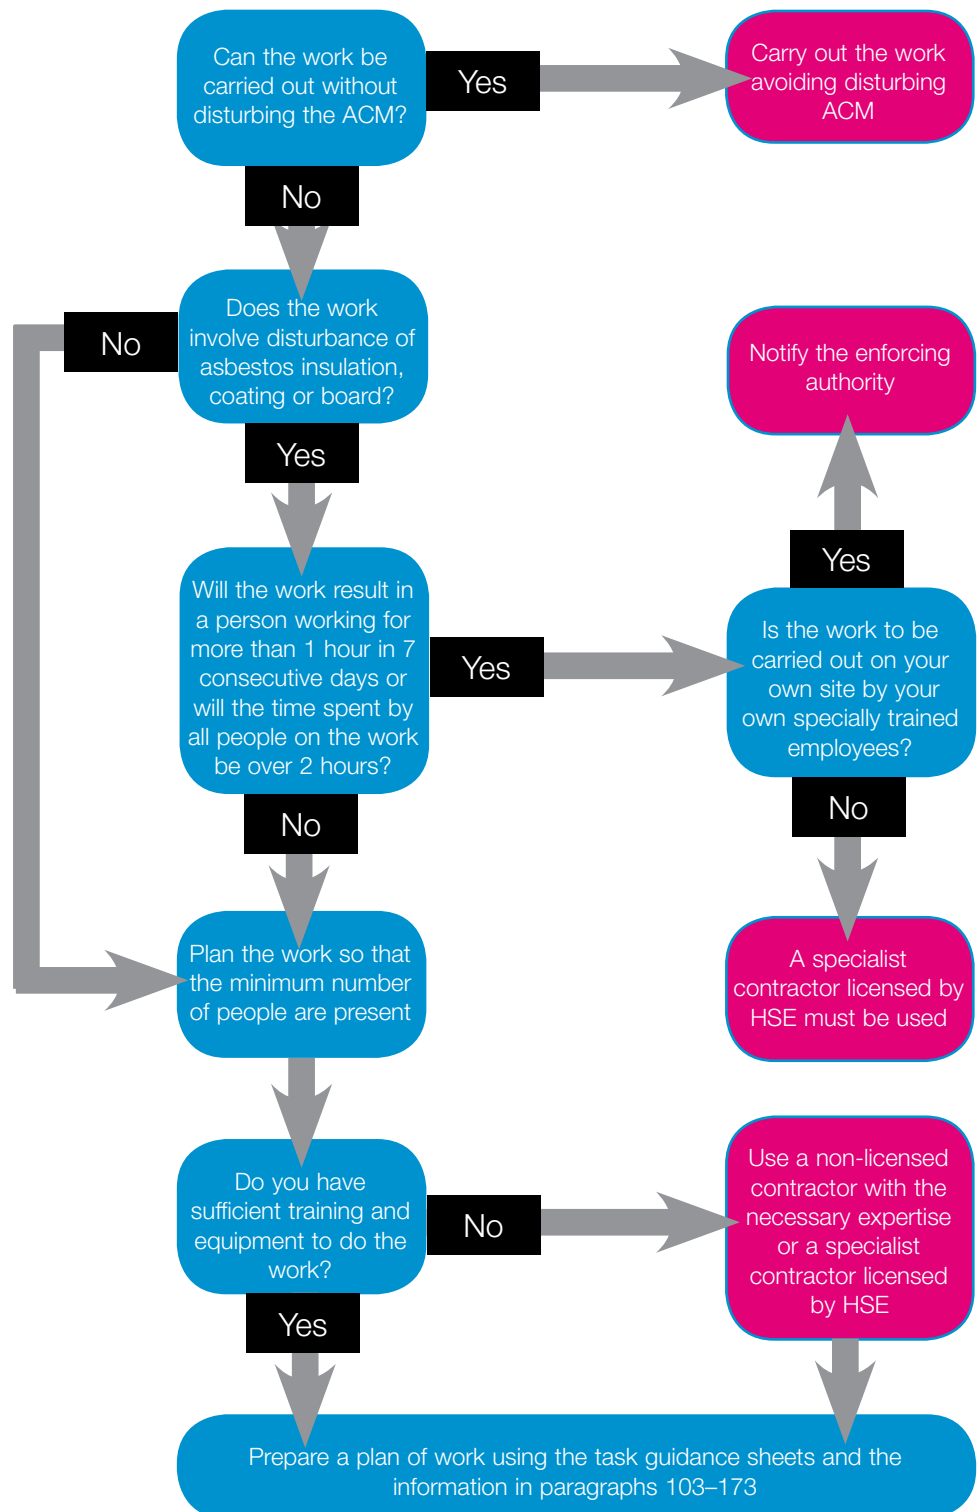 Can the work be
carried out without
disturbing the ACM?
Yes
Carry out the work
avoiding disturbing
ACM
No
Does the work
involve disturbance of
asbestos insulation,
coating or board?
No
Yes
Notify the enforcing
authority
Yes
Will the work result in
a person working for
more than 1 hour in 7
consecutive days or
will the time spent by
all people on the work
be over 2 hours?
Yes
Is the work to be
carried out on your
own site by your
own specially trained
employees?
No
No
Plan the work so that
the minimum number
of people are present
A specialist
contractor licensed by
HSE must be used
Do you have
sufficient training and
equipment to do the
work?
No
Use a non-licensed
contractor with the
necessary expertise
or a specialist
contractor licensed
by HSE
Yes
Prepare a plan of work using the task guidance sheets and the
information in paragraphs 103–173